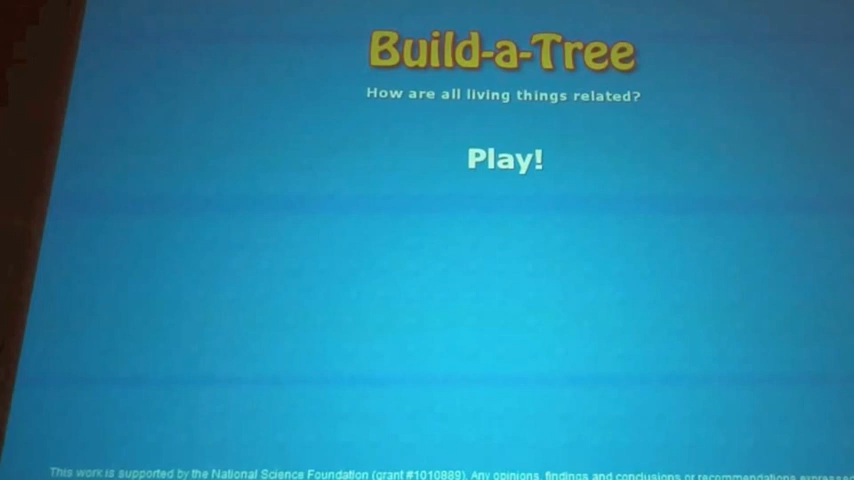 Build-a-Tree
How are all living things related?
Play!
This work is supported by the National Science Foundation (grant #1010889). Any opinions, findings and conclusions or recommendations expressed